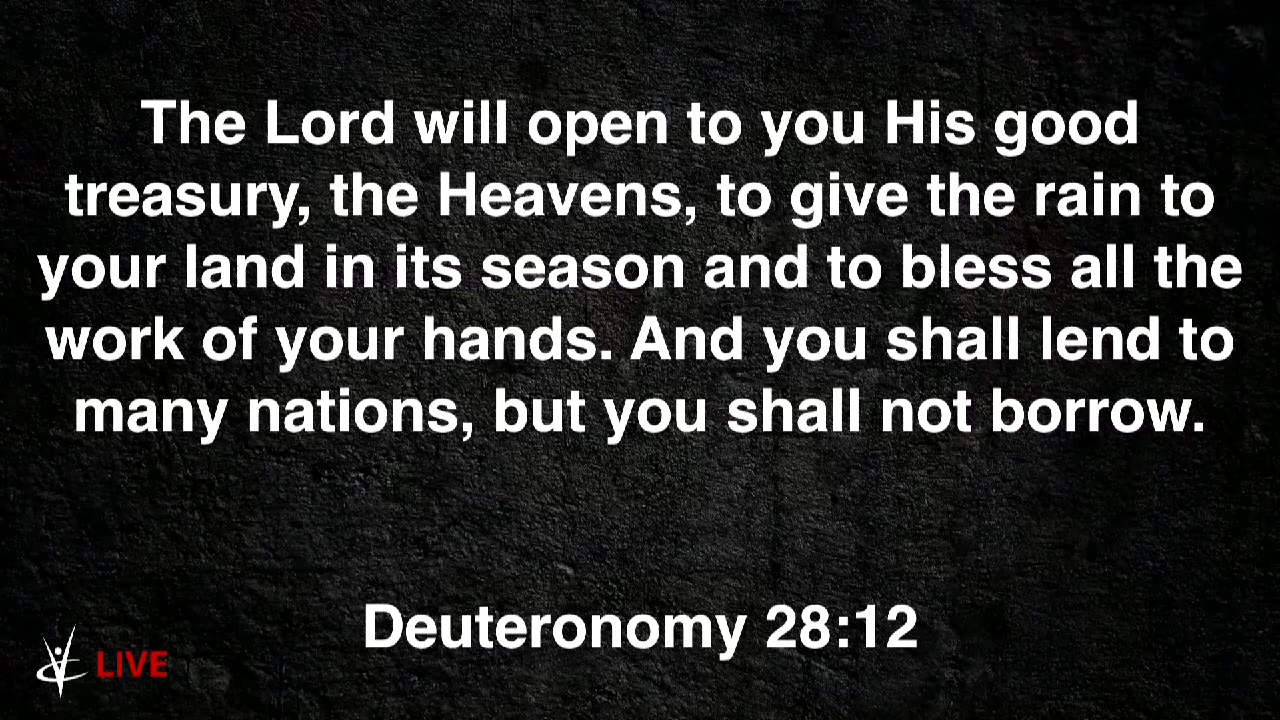 The Lord will open to you His good
treasury, the Heavens, to give the rain to
your land in its season and to bless all the
work of your hands. And you shall lend to
many nations, but you shall not borrow.
Deuteronomy 28:12
LIVE